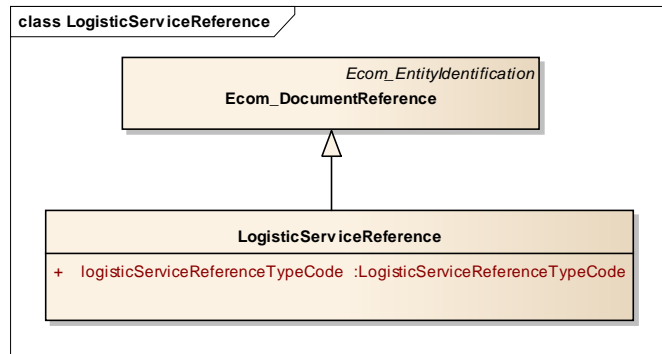 class LogisticServiceReference
Ecom_EntityIdentification
Ecom_DocumentReference
LogisticServiceReference
+ logisticServiceReferenceTypeCode :LogisticServiceReferenceTypeCode